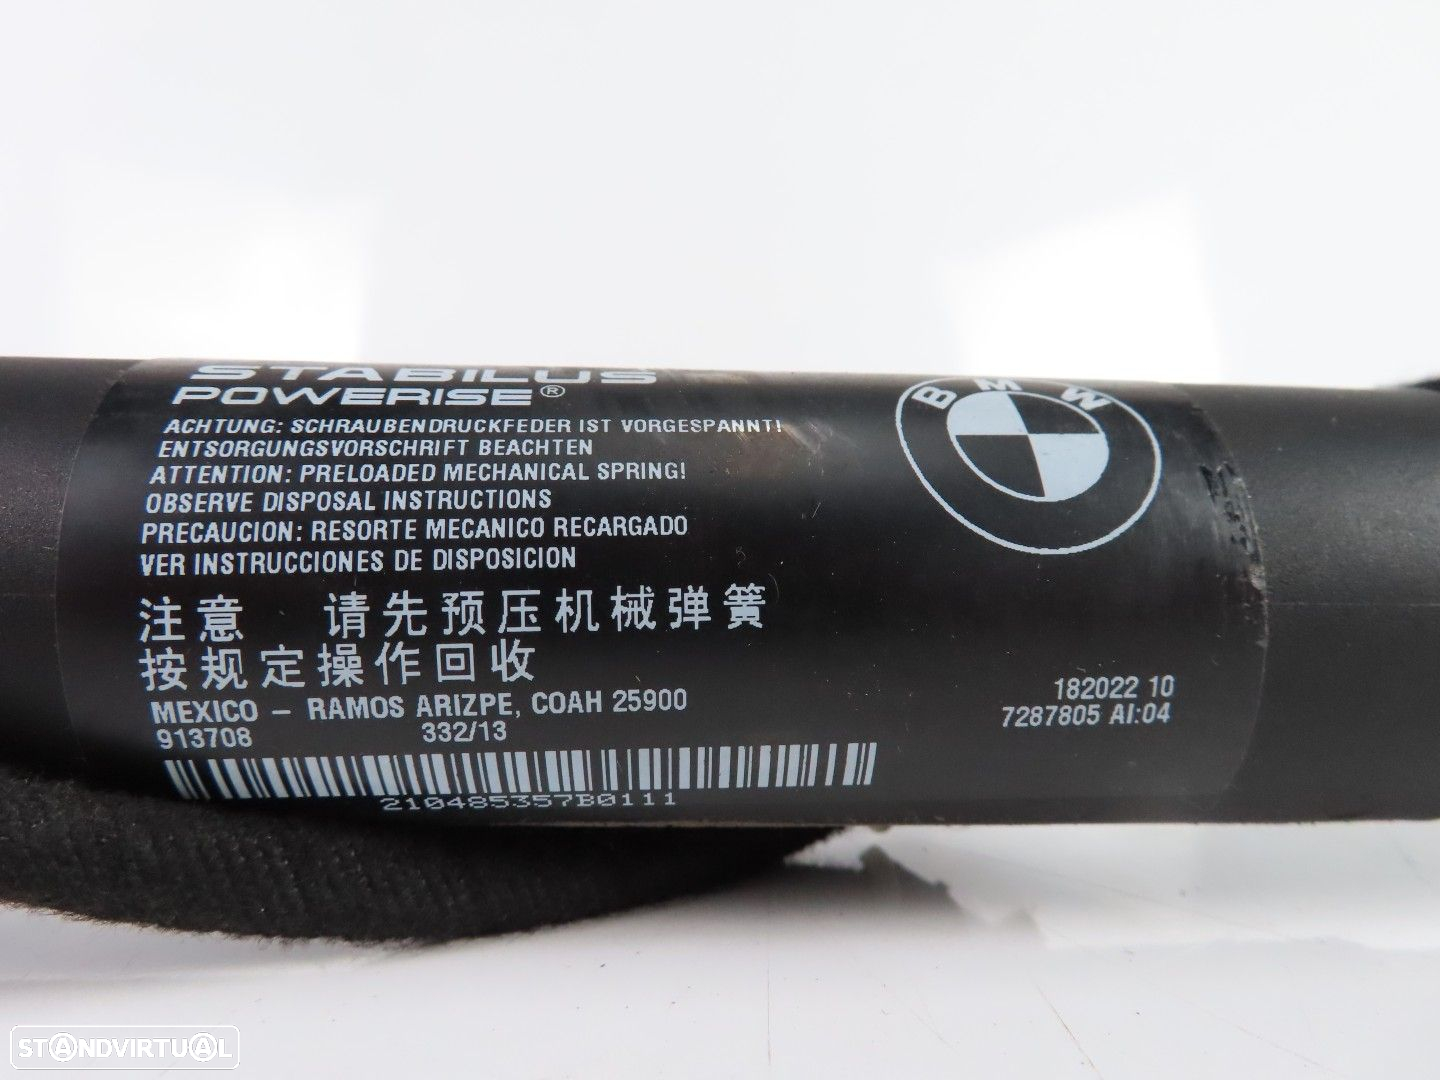 STABILUS
POWERISE®
ACHTUNG: SCHRAUBENDRUCKFEDER IST VORGESPANNT!
ENTSORGUNGSVORSCHRIFT BEACHTEN
ATTENTION: PRELOADED MECHANICAL SPRING!
OBSERVE DISPOSAL INSTRUCTIONS
PRECAUCION: RESORTE MECANICO RECARGADO
VER INSTRUCCIONES DE DISPOSICION
注意 请先预压机械弹簧
按规定操作回收
MEXICO - RAMOS ARIZPE, COAH 25900
913708 332/13
210485357B0111
BMW
182022 10
7287805 AI:04
STANDVIRTUAL